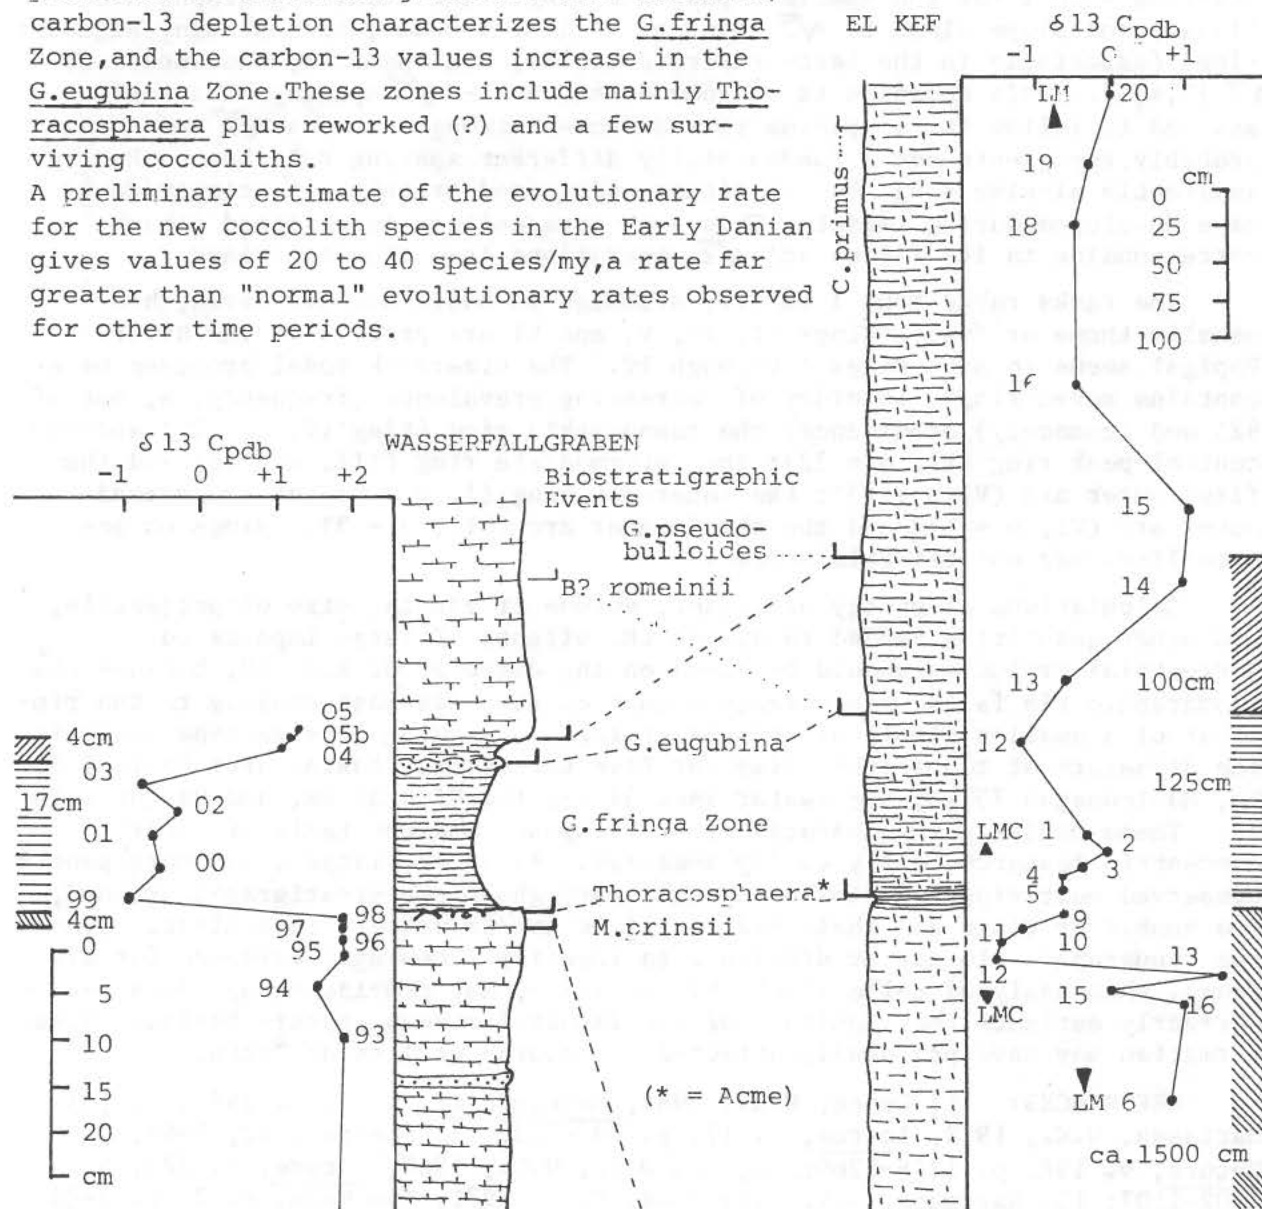 carbon-13 depletion characterizes the G.fringa
Zone,and the carbon-13 values increase in the
G.eugubina Zone.These zones include mainly Tho-
racosphaera plus reworked (?) and a few sur-
viving coccoliths.
A preliminary estimate of the evolutionary rate
for the new coccolith species in the Early Danian
gives values of 20 to 40 species/my,a rate far
greater than "normal" evolutionary rates observed
for other time periods.
EL KEF
δ13 Cpdb
-1 0 +1
LM
20
19
18
cm
0
25
50
75
100
C.primus
15
14
13
100cm
12
125cm
LMC 1
2
3
4
5
9
10
11
12
13
15
16
LMC
LM 6
ca.1500 cm
δ13 Cpdb
-1 0 +1 +2
WASSERFALLGRABEN
Biostratigraphic
Events
G.pseudo-
bulloides
B? romeinii
G.eugubina
G.fringa Zone
Thoracosphaera*
M.prinsii
(* = Acme)
4cm
05
05b
04
03
17cm
02
01
00
99
4cm
98
97
96
95
94
93
0
5
10
15
20
cm